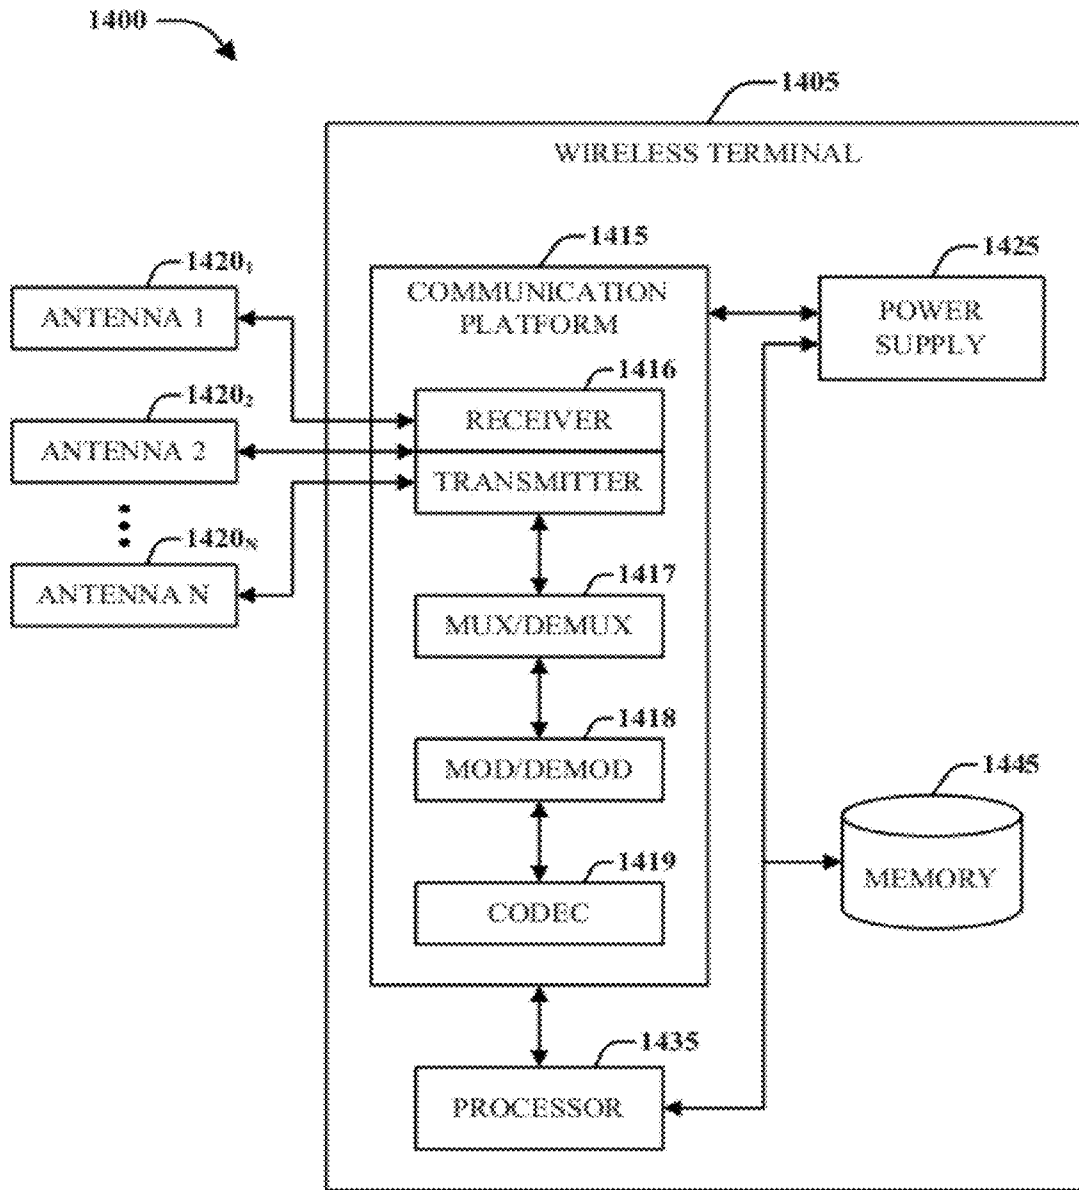 1400
1405
WIRELESS TERMINAL
1415
1425
1420₁
COMMUNICATION
PLATFORM
POWER
SUPPLY
ANTENNA 1
1416
1420₂
RECEIVER
ANTENNA 2
TRANSMITTER
1420N
1417
ANTENNA N
MUX/DEMUX
1418
MOD/DEMOD
1445
1419
MEMORY
CODEC
1435
PROCESSOR